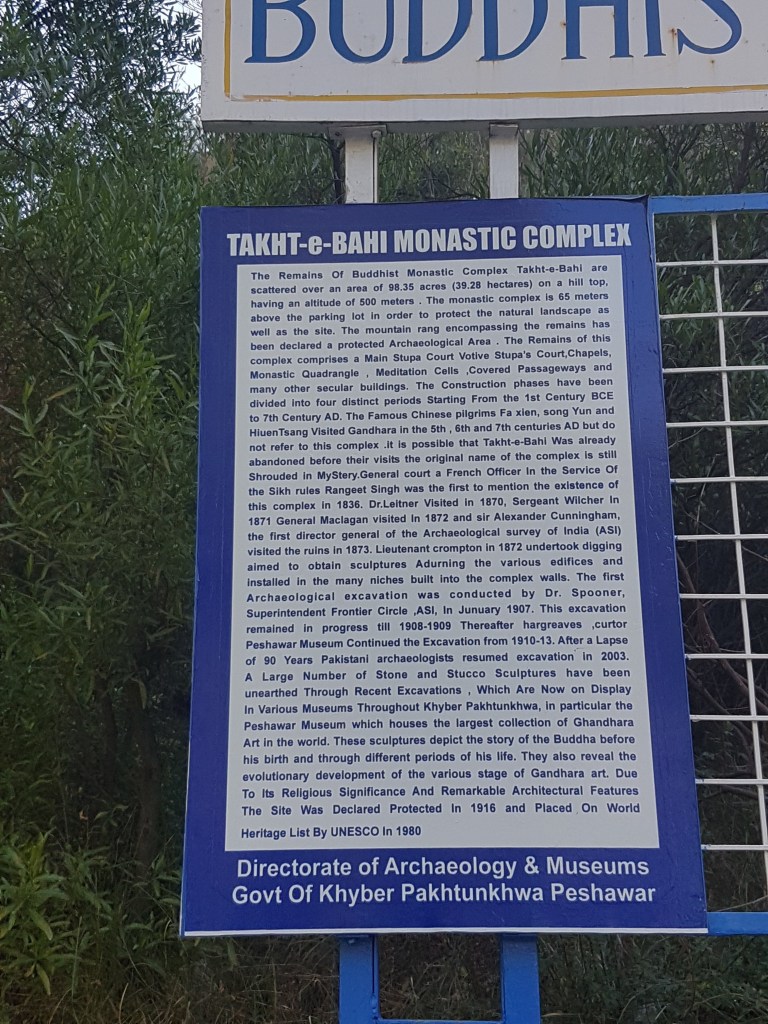 BUDDHIS
TAKHT-e-BAHI MONASTIC COMPLEX
The Remains Of Buddhist Monastic Complex Takht-e-Bahi are
scattered over an area of 98.35 acres (39.28 hectares) on a hill top,
having an altitude of 500 meters . The monastic complex is 65 meters
above the parking lot in order to protect the natural landscape as
well as the site. The mountain rang encompassing the remains has
been declared a protected Archaeological Area . The Remains of this
complex comprises a Main Stupa Court Votive Stupa's Court,Chapels,
Monastic Quadrangle , Meditation Cells ,Covered Passageways and
many other secular buildings. The Construction phases have been
divided into four distinct periods Starting From the 1st Century BCE
to 7th Century AD. The Famous Chinese pilgrims Fa xien, song Yun and
HiuenTsang Visited Gandhara in the 5th , 6th and 7th centuries AD but do
not refer to this complex .it is possible that Takht-e-Bahi Was already
abandoned before their visits the original name of the complex is still
Shrouded in MyStery.General court a French Officer In the Service Of
the Sikh rules Rangeet Singh was the first to mention the existence of
this complex in 1836. Dr.Leitner Visited in 1870, Sergeant Wilcher In
1871 General Maclagan visited In 1872 and sir Alexander Cunningham,
the first director general of the Archaeological survey of India (ASI)
visited the ruins in 1873. Lieutenant crompton in 1872 undertook digging
aimed to obtain sculptures Adurning the various edifices and
installed in the many niches built into the complex walls. The first
Archaeological excavation was conducted by Dr. Spooner,
Superintendent Frontier Circle ,ASI, In Junuary 1907. This excavation
remained in progress till 1908-1909 Thereafter hargreaves ,curtor
Peshawar Museum Continued the Excavation from 1910-13. After a Lapse
of 90 Years Pakistani archaeologists resumed excavation in 2003.
A Large Number of Stone and Stucco Sculptures have been
unearthed Through Recent Excavations , Which Are Now on Display
In Various Museums Throughout Khyber Pakhtunkhwa, in particular the
Peshawar Museum which houses the largest collection of Ghandhara
Art in the world. These sculptures depict the story of the Buddha before
his birth and through different periods of his life. They also reveal the
evolutionary development of the various stage of Gandhara art. Due
To Its Religious Significance And Remarkable Architectural Features
The Site Was Declared Protected In 1916 and Placed On World
Heritage List By UNESCO In 1980
Directorate of Archaeology & Museums
Govt Of Khyber Pakhtunkhwa Peshawar